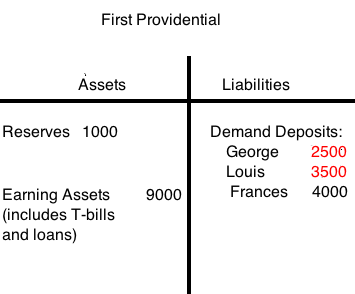 First Providential
Assets Liabilities
Reserves 1000 Demand Deposits:
George 2500
Louis 3500
Earning Assets 9000 Frances 4000
(includes T-bills
and loans)